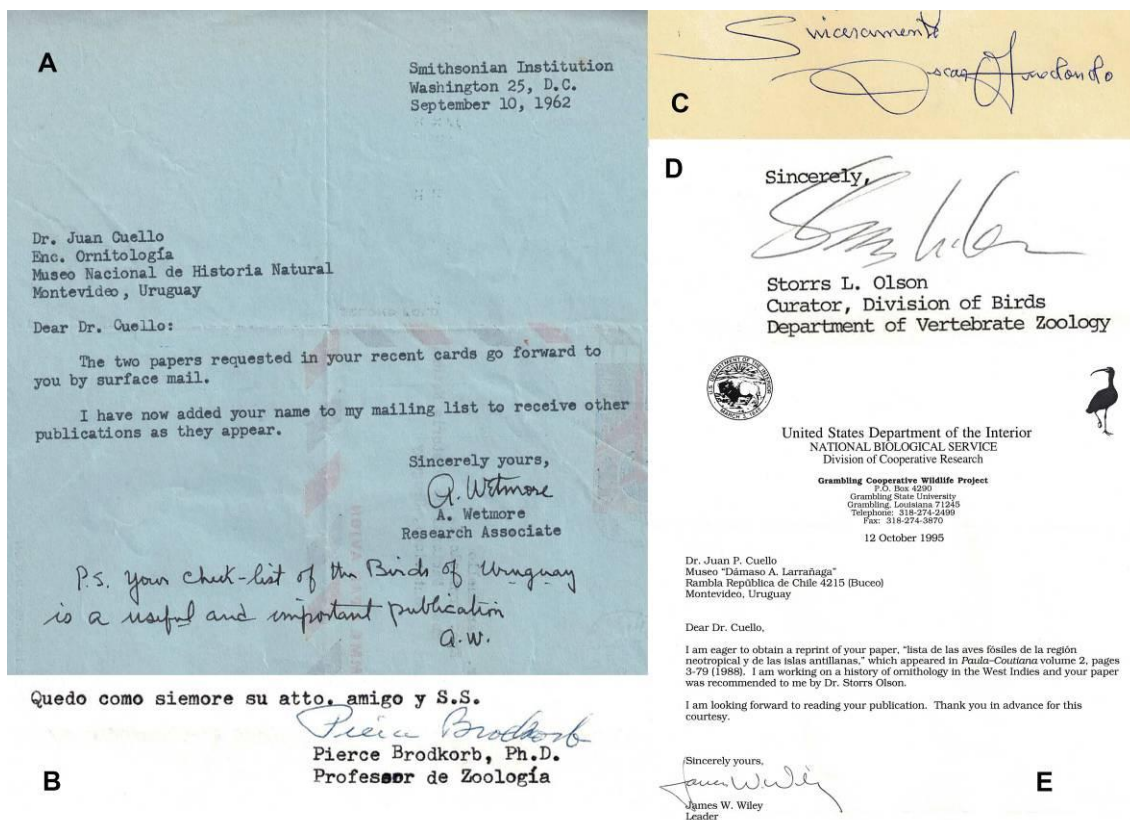 A
Smithsonian Institution
Washington 25, D.C.
September 10, 1962
Dr. Juan Cuello
Enc. Ornitología
Museo Nacional de Historia Natural
Montevideo, Uruguay
Dear Dr. Cuello:
The two papers requested in your recent cards go forward to
you by surface mail.
I have now added your name to my mailing list to receive other
publications as they appear.
Sincerely yours,
A. Wetmore
A. Wetmore
Research Associate
P.S. Your check-list of the Birds of Uruguay
is a useful and important publication
A.W.
Quedo como siemore su atto. amigo y S.S.
Pierce Brodkorb
Pierce Brodkorb, Ph.D.
Professor de Zoología
B
Sinceramente
Oscar Arredondo
C
D
Sincerely,
Storrs L. Olson
Curator, Division of Birds
Department of Vertebrate Zoology
U.S. DEPARTMENT OF THE INTERIOR
MARCH 3, 1849
United States Department of the Interior
NATIONAL BIOLOGICAL SERVICE
Division of Cooperative Research
Grambling Cooperative Wildlife Project
P.O. Box 4290
Grambling State University
Grambling, Louisiana 71245
Telephone: 318-274-2499
Fax: 318-274-3870
12 October 1995
Dr. Juan P. Cuello
Museo "Dámaso A. Larrañaga"
Rambla República de Chile 4215 (Buceo)
Montevideo, Uruguay
Dear Dr. Cuello,
I am eager to obtain a reprint of your paper, "lista de las aves fósiles de la región
neotropical y de las islas antillanas," which appeared in Paula–Coutiana volume 2, pages
3-79 (1988). I am working on a history of ornithology in the West Indies and your paper
was recommended to me by Dr. Storrs Olson.
I am looking forward to reading your publication. Thank you in advance for this
courtesy.
Sincerely yours,
James W. Wiley
James W. Wiley
Leader
E